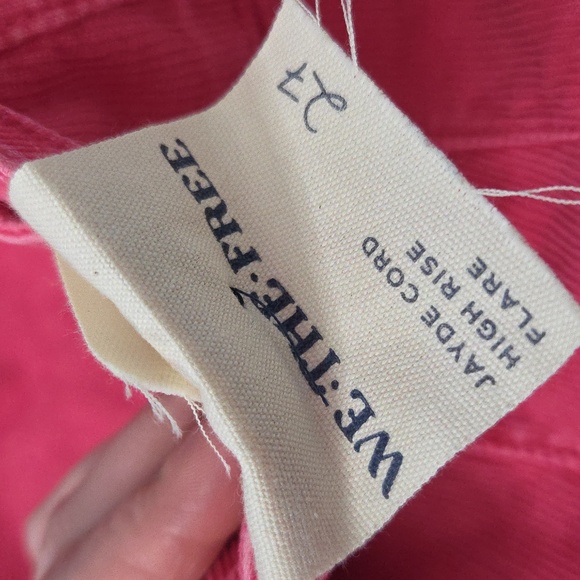 WE·THE·FREE
JAYDE CORD
HIGH RISE
FLARE
27